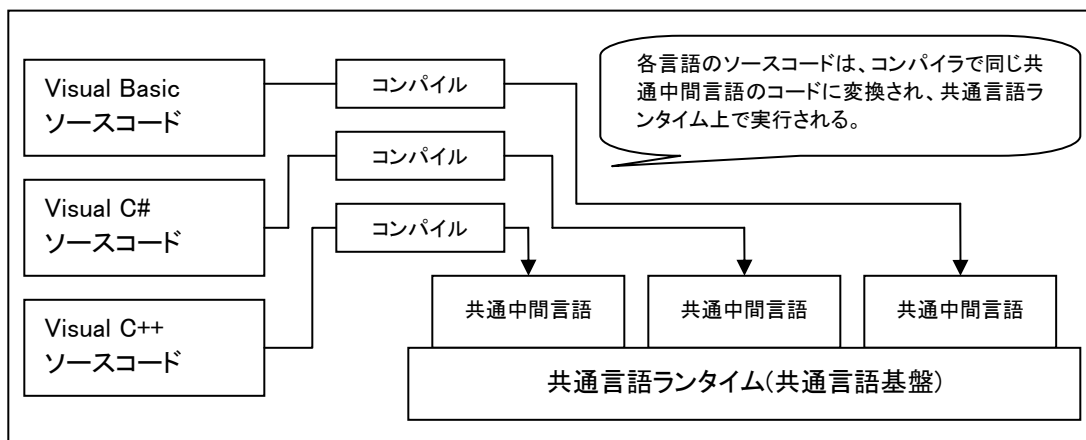 Visual Basic
ソースコード
コンパイル
各言語のソースコードは、コンパイラで同じ共
通中間言語のコードに変換され、共通言語ラ
ンタイム上で実行される。
Visual C#
ソースコード
コンパイル
Visual C++
ソースコード
コンパイル
共通中間言語
共通中間言語
共通中間言語
共通言語ランタイム(共通言語基盤)